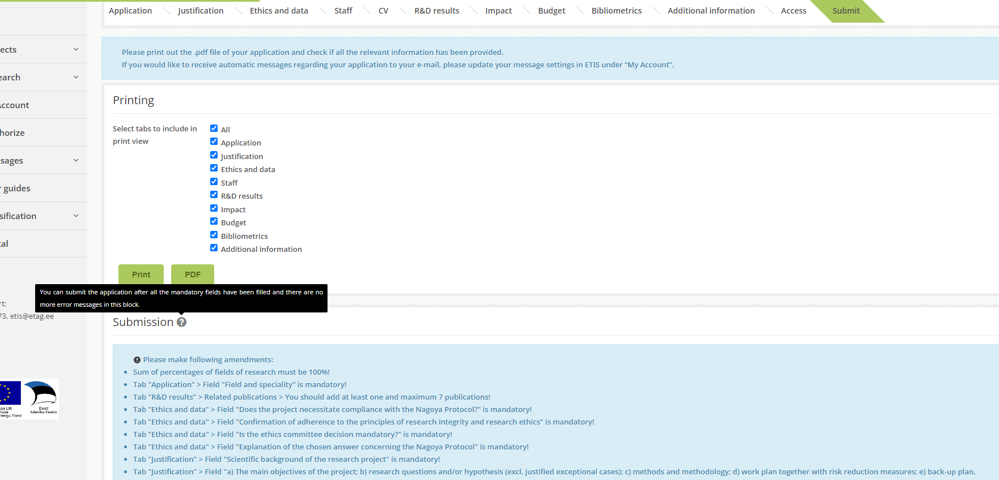 Application
Justification
Ethics and data
Staff
CV
R&D results
Impact
Budget
Bibliometrics
Additional information
Access
Submit
ects
earch
Account
horize
sages
r guides
sification
tal
rt:
73, etis@etag.ee
pa Liit
opa
rengu Fond
Eesti
tuleviku heaks
Please print out the .pdf file of your application and check if all the relevant information has been provided.
If you would like to receive automatic messages regarding your application to your e-mail, please update your message settings in ETIS under “My Account”.
Printing
Select tabs to include in
print view
All
Application
Justification
Ethics and data
Staff
R&D results
Impact
Budget
Bibliometrics
Additional information
Print
PDF
You can submit the application after all the mandatory fields have been filled and there are no
more error messages in this block.
Submission
Please make following amendments:
Sum of percentages of fields of research must be 100%!
Tab "Application" > Field "Field and speciality" is mandatory!
Tab "R&D results" > Related publications > You should add at least one and maximum 7 publications!
Tab "Ethics and data" > Field "Does the project necessitate compliance with the Nagoya Protocol?" is mandatory!
Tab "Ethics and data" > Field "Confirmation of adherence to the principles of research integrity and research ethics" is mandatory!
Tab "Ethics and data" > Field "Is the ethics committee decision mandatory?" is mandatory!
Tab "Ethics and data" > Field "Explanation of the chosen answer concerning the Nagoya Protocol" is mandatory!
Tab "Justification" > Field "Scientific background of the research project" is mandatory!
Tab "Justification" > Field "a) The main objectives of the project; b) research questions and/or hypothesis (excl. justified exceptional cases); c) methods and methodology; d) work plan together with risk reduction measures; e) back-up plan,